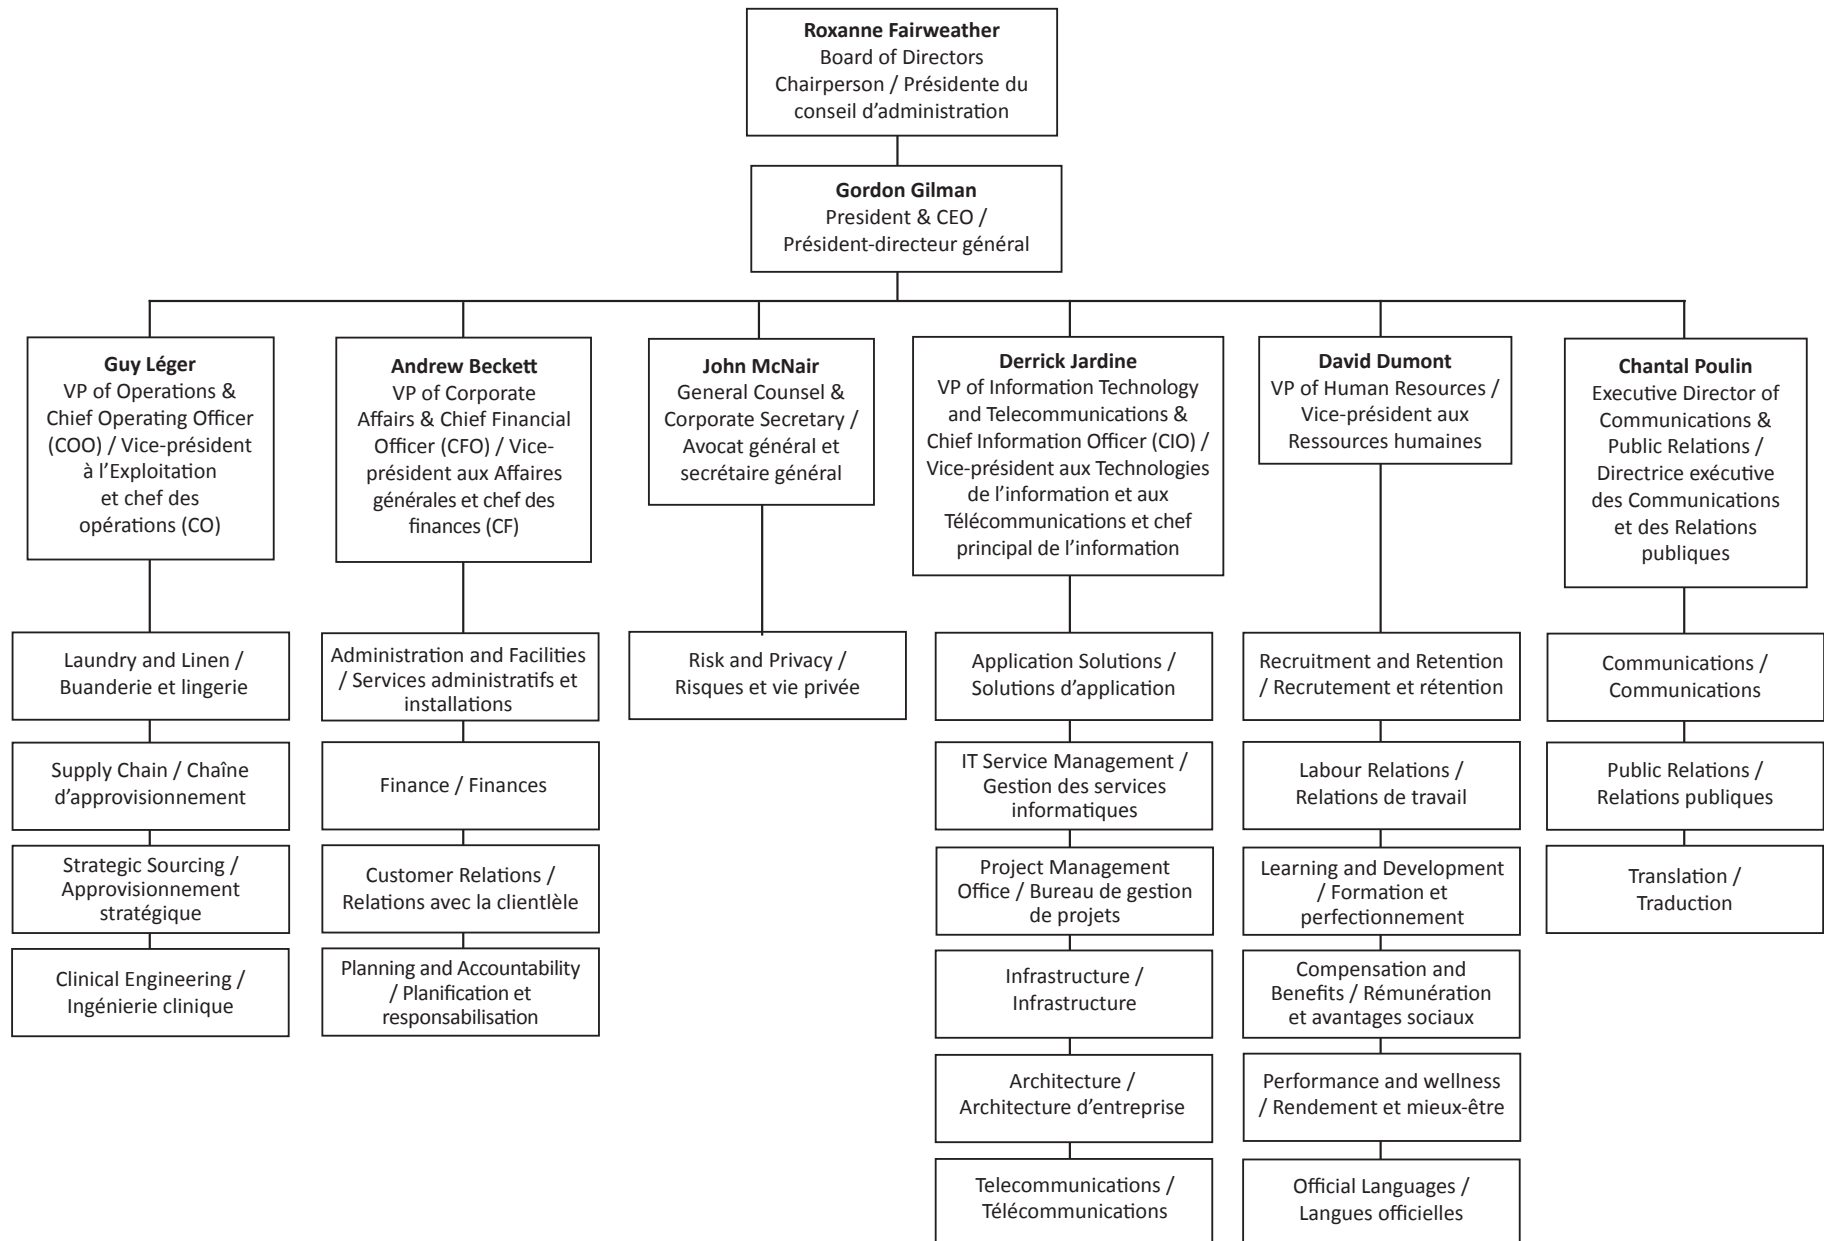 Roxanne Fairweather
Board of Directors
Chairperson / Présidente du
conseil d’administration
Gordon Gilman
President & CEO /
Président-directeur général
Guy Léger
VP of Operations &
Chief Operating Officer
(COO) / Vice-président
à l’Exploitation
et chef des
opérations (CO)
Andrew Beckett
VP of Corporate
Affairs & Chief Financial
Officer (CFO) / Vice-
président aux Affaires
générales et chef des
finances (CF)
John McNair
General Counsel &
Corporate Secretary /
Avocat général et
secrétaire général
Derrick Jardine
VP of Information Technology
and Telecommunications &
Chief Information Officer (CIO) /
Vice-président aux Technologies
de l’information et aux
Télécommunications et chef
principal de l’information
David Dumont
VP of Human Resources /
Vice-président aux
Ressources humaines
Chantal Poulin
Executive Director of
Communications &
Public Relations /
Directrice exécutive
des Communications
et des Relations
publiques
Laundry and Linen /
Buanderie et lingerie
Supply Chain / Chaîne
d’approvisionnement
Strategic Sourcing /
Approvisionnement
stratégique
Clinical Engineering /
Ingénierie clinique
Administration and Facilities
/ Services administratifs et
installations
Finance / Finances
Customer Relations /
Relations avec la clientlèle
Planning and Accountability
/ Planification et
responsabilisation
Risk and Privacy /
Risques et vie privée
Application Solutions /
Solutions d’application
IT Service Management /
Gestion des services
informatiques
Project Management
Office / Bureau de gestion
de projets
Infrastructure /
Infrastructure
Architecture /
Architecture d’entreprise
Telecommunications /
Télécommunications
Recruitment and Retention
/ Recrutement et rétention
Labour Relations /
Relations de travail
Learning and Development
/ Formation et
perfectionnement
Compensation and
Benefits / Rémunération
et avantages sociaux
Performance and wellness
/ Rendement et mieux-être
Official Languages /
Langues officielles
Communications /
Communications
Public Relations /
Relations publiques
Translation /
Traduction